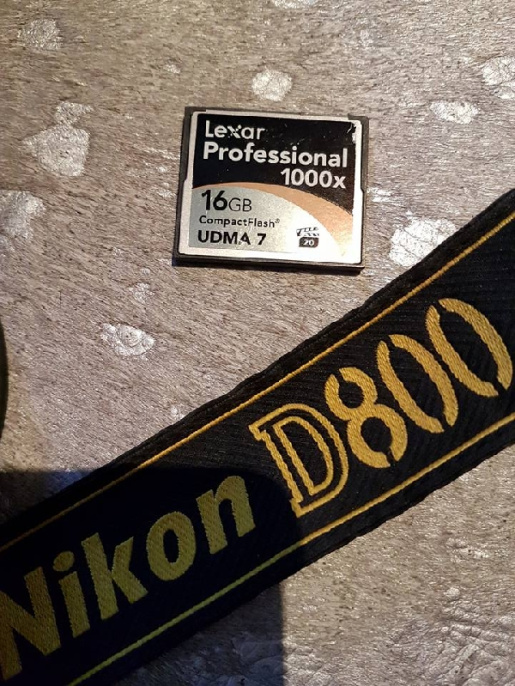 Lexar
Professional
1000x
16GB
CompactFlash®
UDMA 7
20
Nikon D800